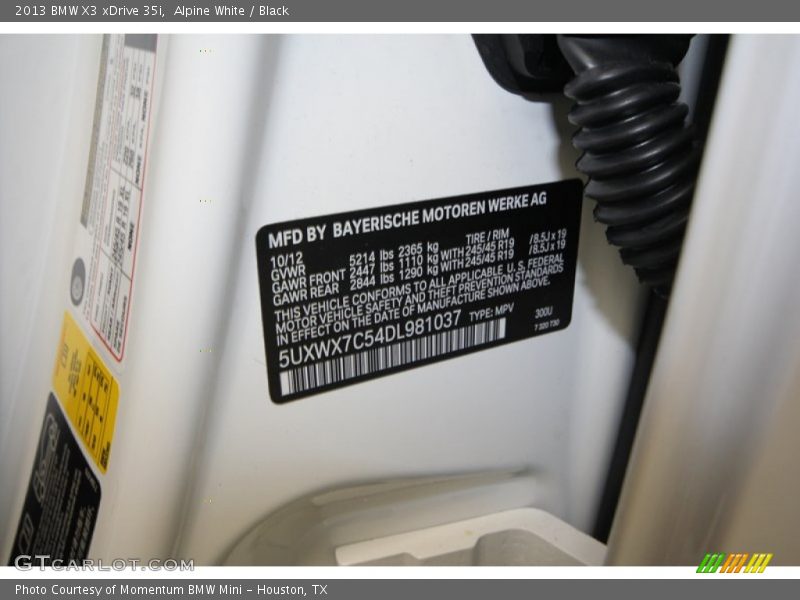 2013 BMW X3 xDrive 35i, Alpine White / Black
MFD BY BAYERISCHE MOTOREN WERKE AG
10/12 TIRE / RIM
GVWR 5214 lbs 2365 kg
GAWR FRONT 2447 lbs 1110 kg WITH 245/45 R19 /8.5J x 19
GAWR REAR 2844 lbs 1290 kg WITH 245/45 R19 /8.5J x 19
THIS VEHICLE CONFORMS TO ALL APPLICABLE U.S. FEDERAL
MOTOR VEHICLE SAFETY AND THEFT PREVENTION STANDARDS
IN EFFECT ON THE DATE OF MANUFACTURE SHOWN ABOVE.
5UXWX7C54DL981037 TYPE: MPV 300U
7 320 730
GTCARLOT.COM
Photo Courtesy of Momentum BMW Mini - Houston, TX